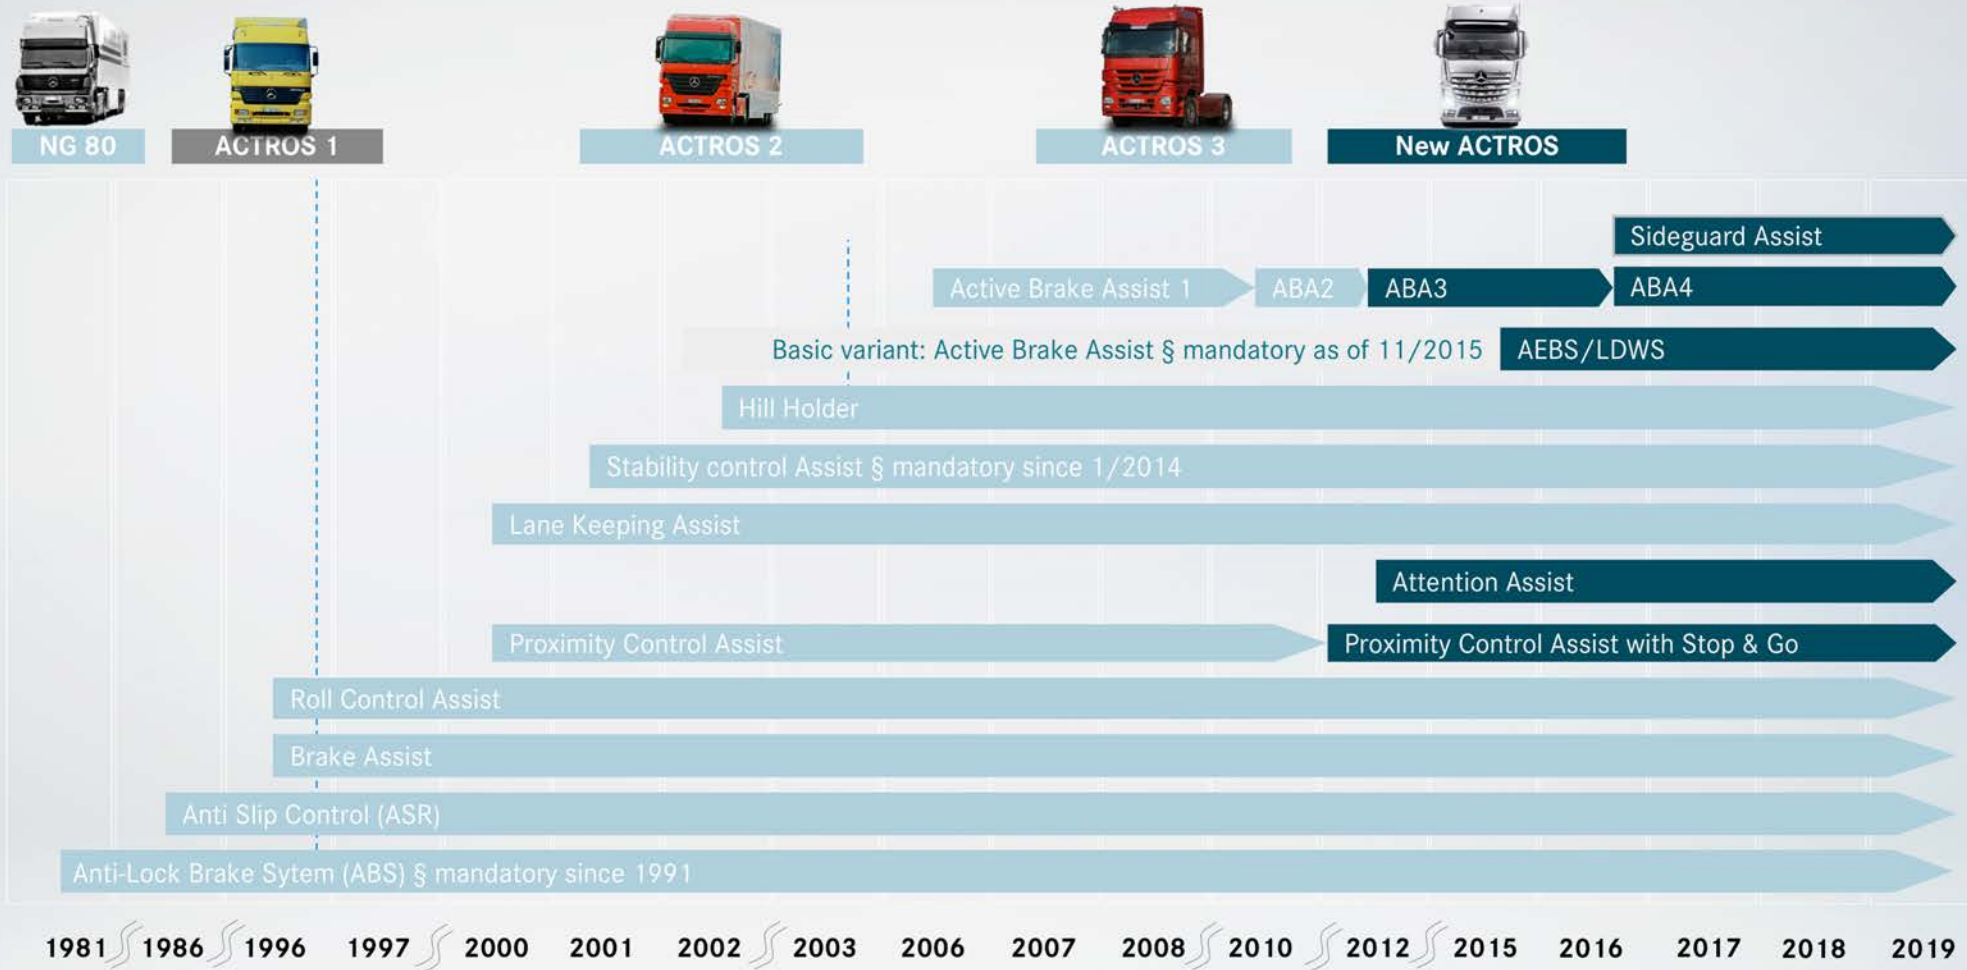 NG 80
ACTROS 1
ACTROS 2
ACTROS 3
New ACTROS
Sideguard Assist
Active Brake Assist 1
ABA2
ABA3
ABA4
Basic variant: Active Brake Assist § mandatory as of 11/2015
AEBS/LDWS
Hill Holder
Stability control Assist § mandatory since 1/2014
Lane Keeping Assist
Attention Assist
Proximity Control Assist
Proximity Control Assist with Stop & Go
Roll Control Assist
Brake Assist
Anti Slip Control (ASR)
Anti-Lock Brake Sytem (ABS) § mandatory since 1991
1981 1986 1996 1997 2000 2001 2002 2003 2006 2007 2008 2010 2012 2015 2016 2017 2018 2019